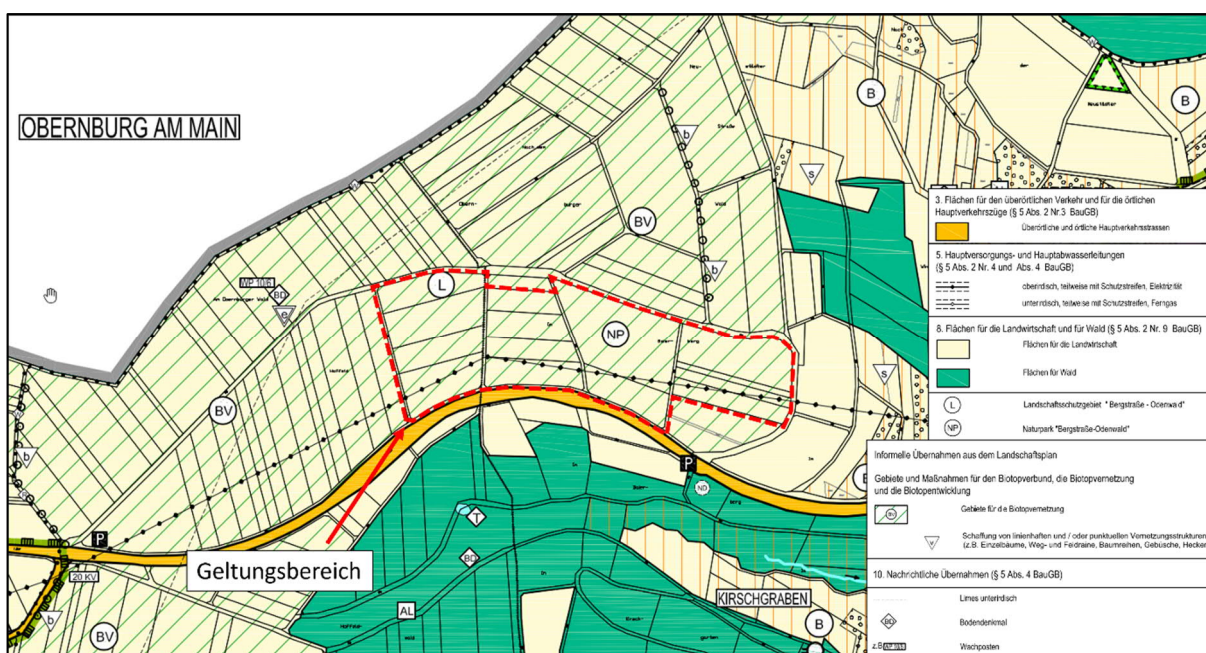 OBERNBURG AM MAIN
B
B
b
s
BV
b
L
WP 106
BD
e
NP
BV
s
b
P
P
ND
T
BD
Geltungsbereich
20 KV
b
AL
BV
KIRSCHGRABEN
B
3. Flächen für den überörtlichen Verkehr und für die örtlichen
Hauptverkehrszüge (§ 5 Abs. 2 Nr.3 BauGB)
Überörtliche und örtliche Hauptverkehrsstrassen
5. Hauptversorgungs- und Hauptabwasserleitungen
(§ 5 Abs. 2 Nr. 4 und Abs. 4 BauGB)
oberirdisch, teilweise mit Schutzstreifen, Elektrizität
unterirdisch, teilweise mit Schutzstreifen, Ferngas
8. Flächen für die Landwirtschaft und für Wald (§ 5 Abs. 2 Nr. 9 BauGB)
Flächen für die Landwirtschaft
Flächen für Wald
L Landschaftsschutzgebiet "Bergstraße - Odenwald"
NP Naturpark "Bergstraße-Odenwald"
Informelle Übernahmen aus dem Landschaftsplan
Gebiete und Maßnahmen für den Biotopverbund, die Biotopvernetzung
und die Biotopentwicklung
Gebiete für die Biotopvernetzung
Schaffung von linienhaften und / oder punktuellen Vernetzungsstrukturen
(z.B. Einzelbäume, Weg- und Feldraine, Baumreihen, Gebüsche, Hecken
10. Nachrichtliche Übernahmen (§ 5 Abs. 4 BauGB)
Limes unterirdisch
BD Bodendenkmal
z.B. Wachposten